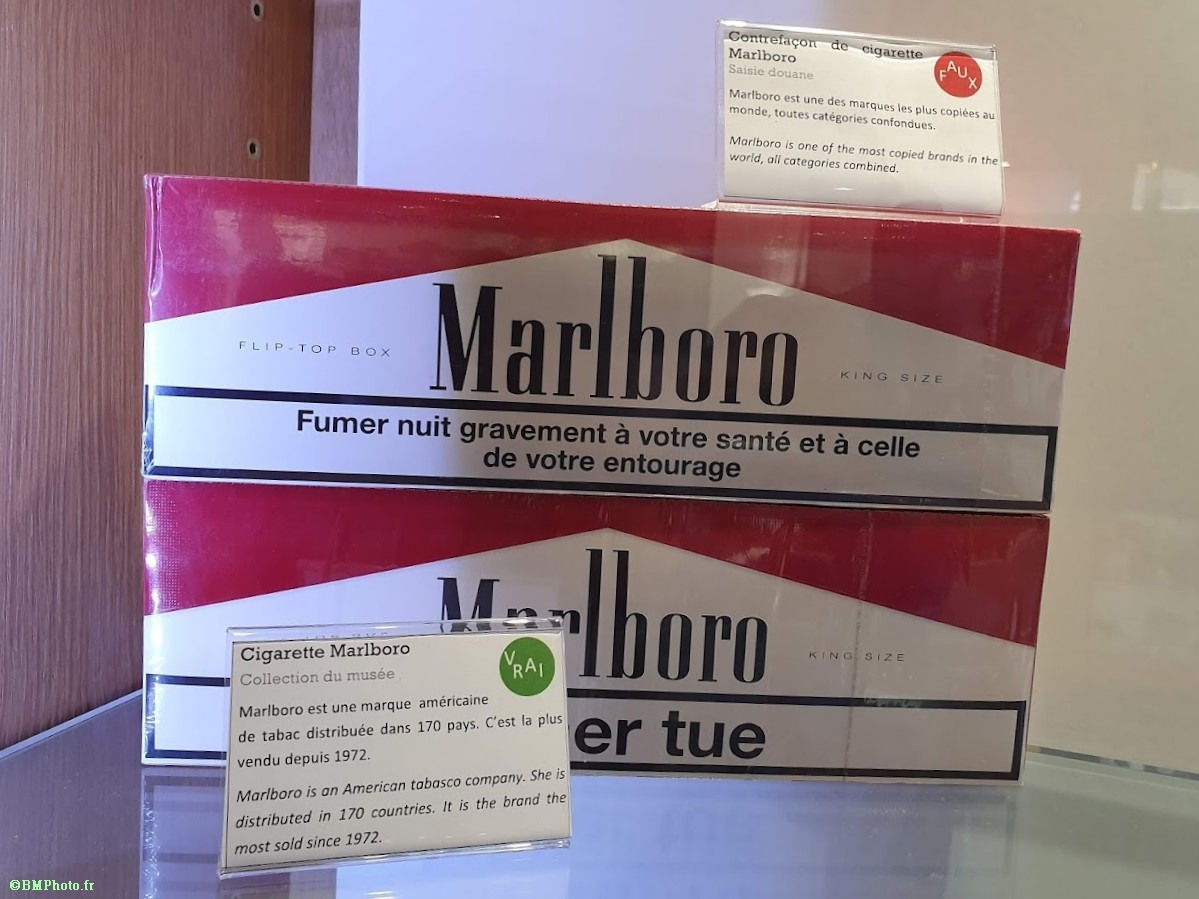 Contrefaçon de cigarette
Marlboro
Saisie douane
FAUX
Marlboro est une des marques les plus copiées au
monde, toutes catégories confondues.
Marlboro is one of the most copied brands in the
world, all categories combined.
FLIP-TOP BOX
Marlboro
KING SIZE
Fumer nuit gravement à votre santé et à celle
de votre entourage
Marlboro
KING SIZE
er tue
Cigarette Marlboro
Collection du musée
VRAI
Marlboro est une marque américaine
de tabac distribuée dans 170 pays. C'est la plus
vendu depuis 1972.
Marlboro is an American tabasco company. She is
distributed in 170 countries. It is the brand the
most sold since 1972.
©BMPhoto.fr